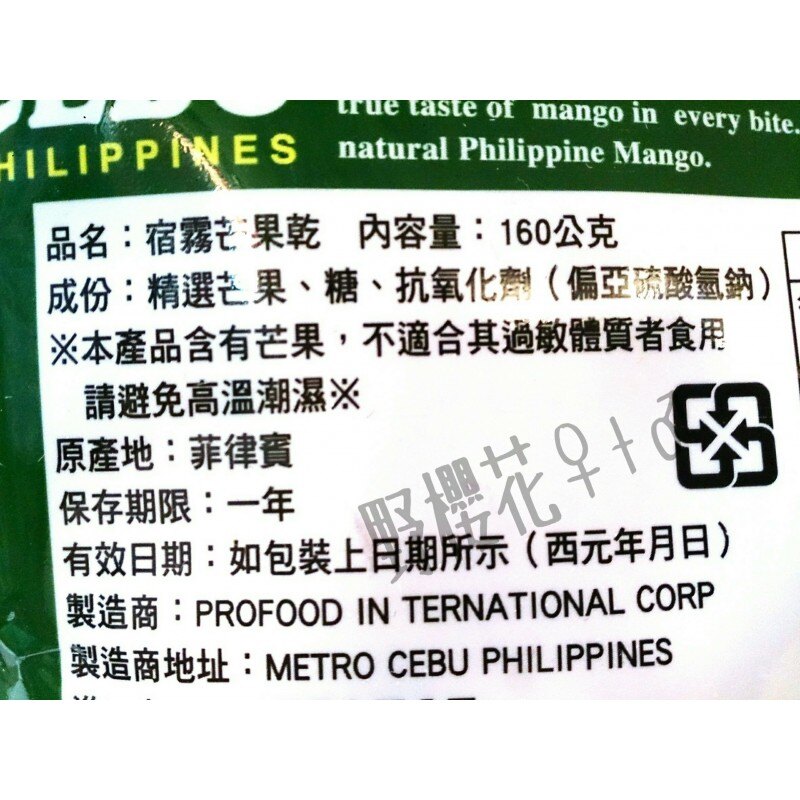 HILIPPINES
true taste of mango in every bite.
natural Philippine Mango.
品名：宿霧芒果乾　內容量：160公克
成份：精選芒果、糖、抗氧化劑（偏亞硫酸氫鈉）
※本產品含有芒果，不適合其過敏體質者食用
請避免高溫潮濕※
原產地：菲律賓
保存期限：一年
有效日期：如包裝上日期所示（西元年月日）
製造商：PROFOOD IN TERNATIONAL CORP
製造商地址：METRO CEBU PHILIPPINES
野櫻花